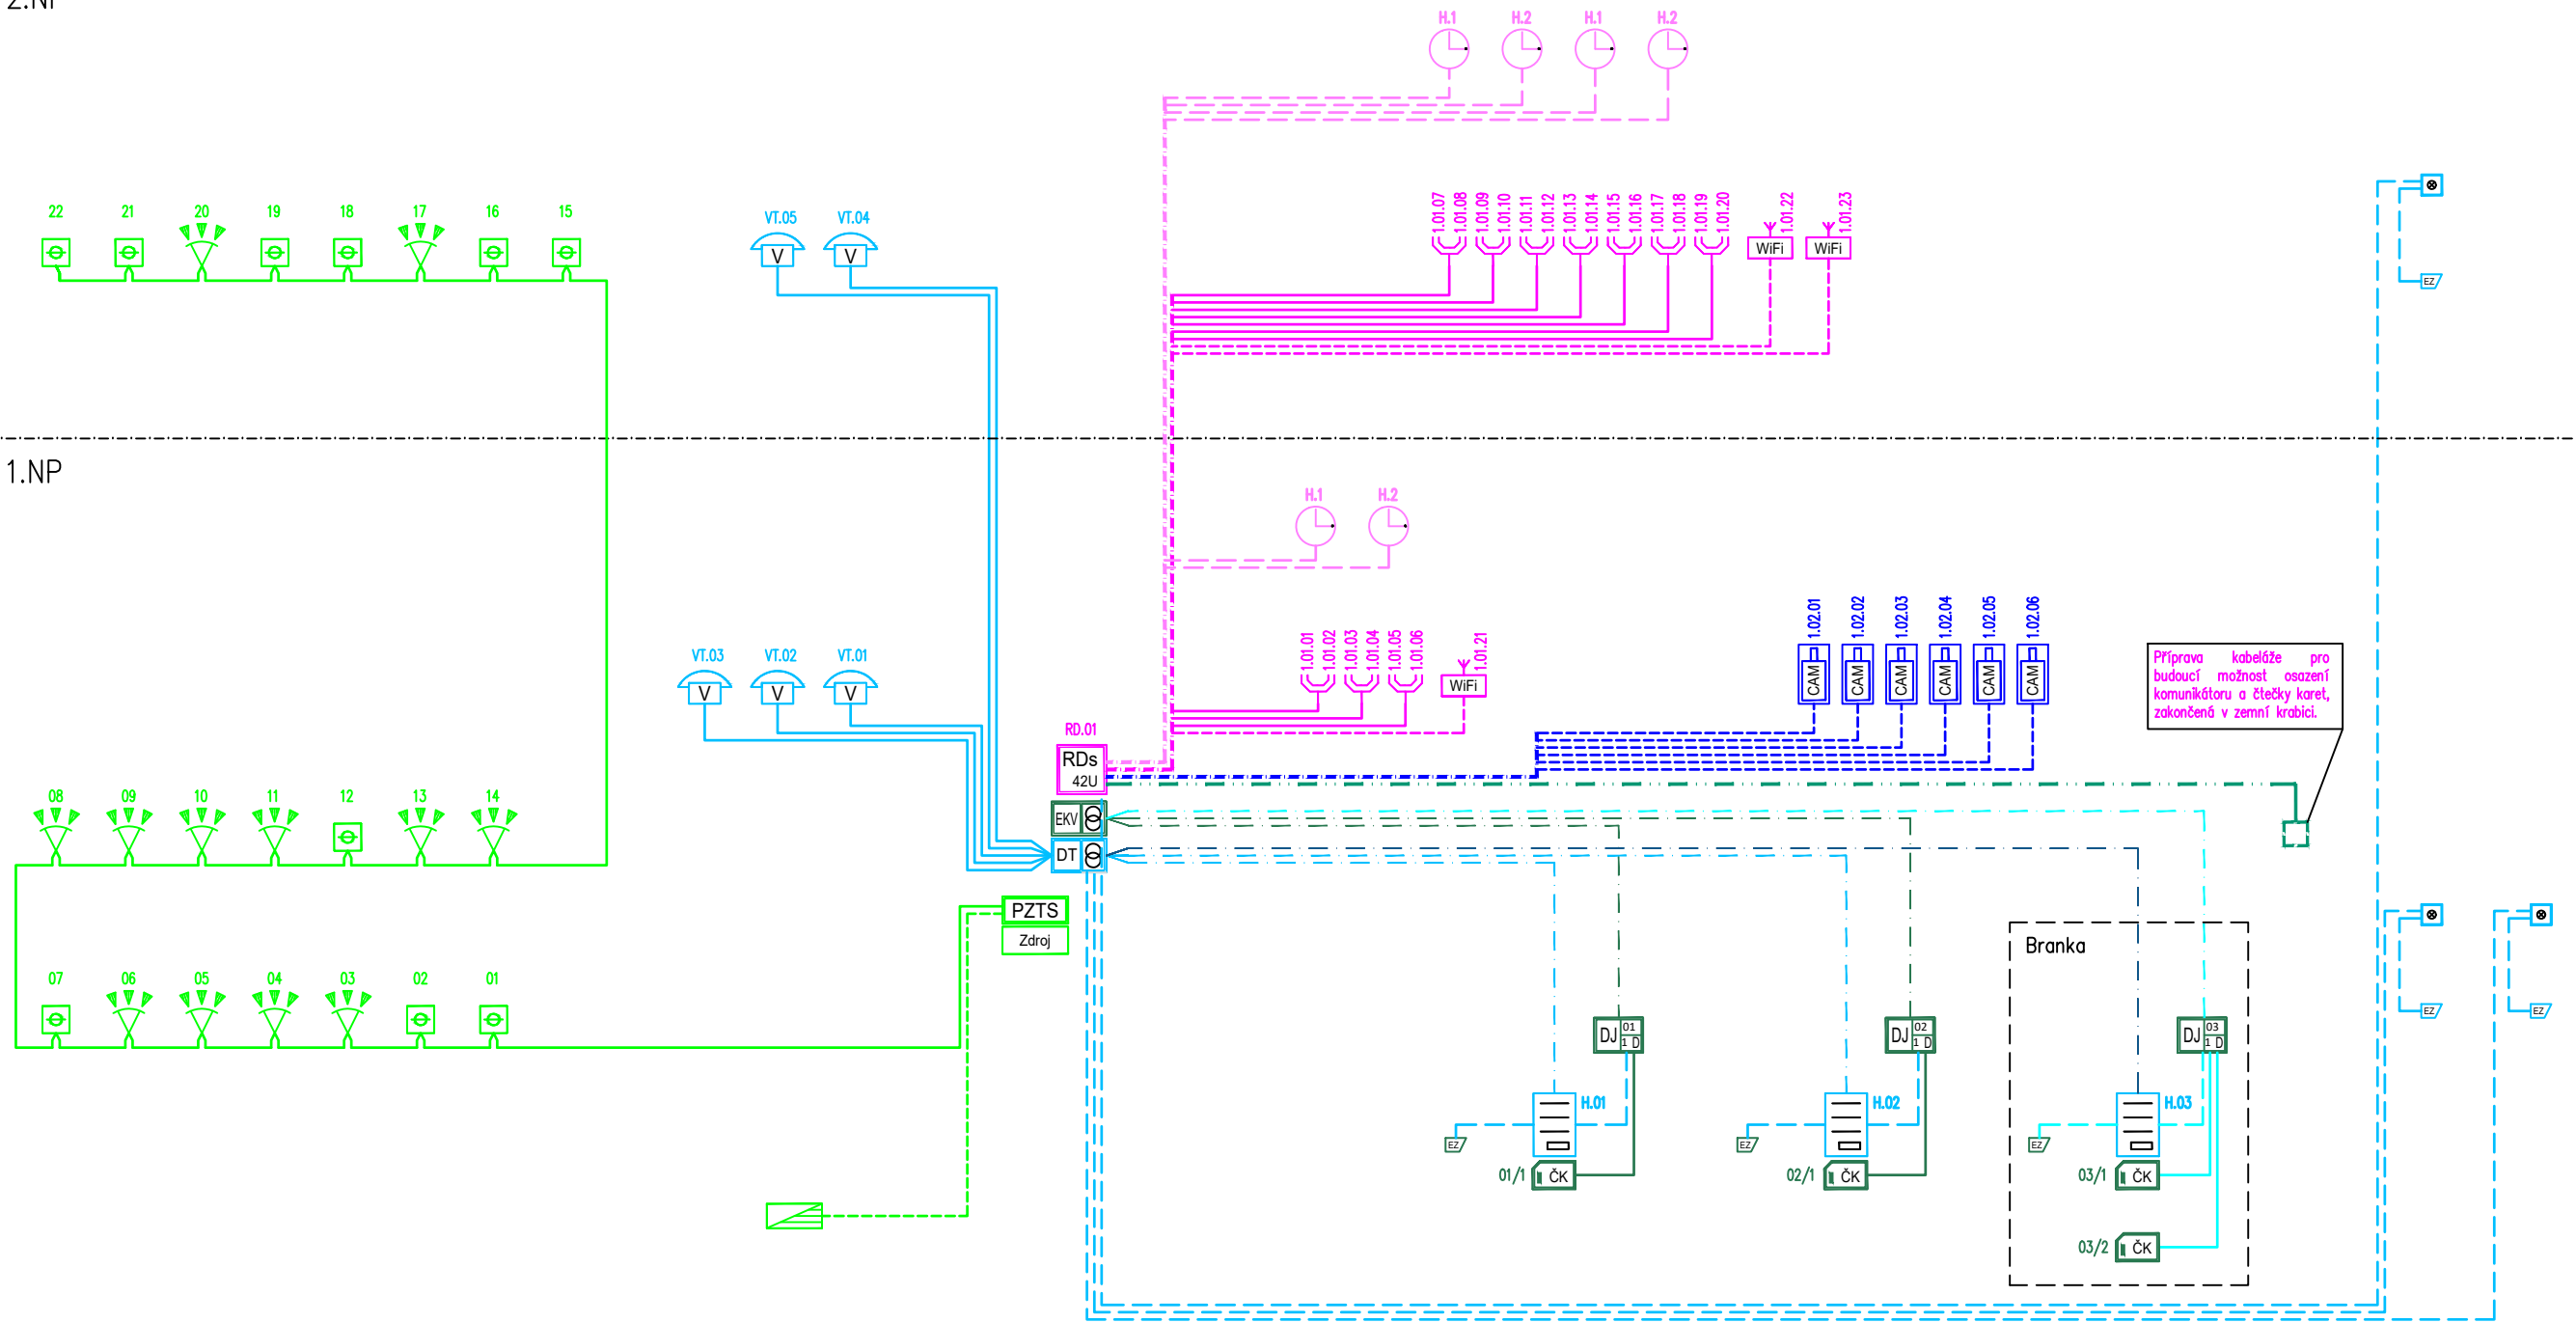 2.NP
H.1 H.2 H.1 H.2
22 21 20 19 18 17 16 15
VT.05 VT.04
V V
1.01.07 1.01.08 1.01.09 1.01.10 1.01.11 1.01.12 1.01.13 1.01.14 1.01.15 1.01.16 1.01.17 1.01.18 1.01.19 1.01.20 1.01.22 1.01.23
WiFi WiFi
EZ
1.NP
H.1 H.2
VT.03 VT.02 VT.01
V V V
1.01.01 1.01.02 1.01.03 1.01.04 1.01.05 1.01.06 1.01.21
WiFi
1.02.01 1.02.02 1.02.03 1.02.04 1.02.05 1.02.06
CAM CAM CAM CAM CAM CAM
Příprava kabeláže pro
budoucí možnost osazení
komunikátoru a čtečky karet,
zakončená v zemní krabici.
RD.01
RDs
42U
08 09 10 11 12 13 14
EKV
DT
PZTS
Zdroj
Branka
07 06 05 04 03 02 01
EZ EZ
DJ 01 1 D
DJ 02 1 D
DJ 03 1 D
H.01 H.02 H.03
EZ EZ EZ
01/1 ČK 02/1 ČK 03/1 ČK
03/2 ČK